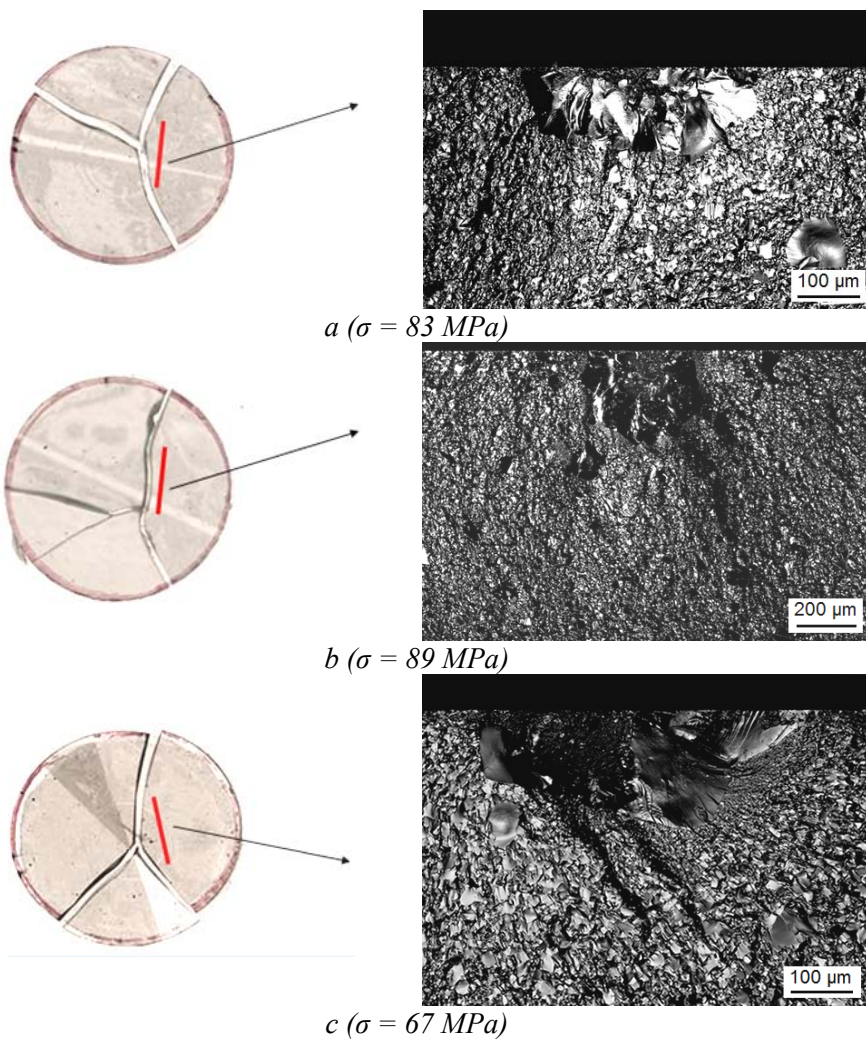 100 µm
a (σ = 83 MPa)
200 µm
b (σ = 89 MPa)
100 µm
c (σ = 67 MPa)